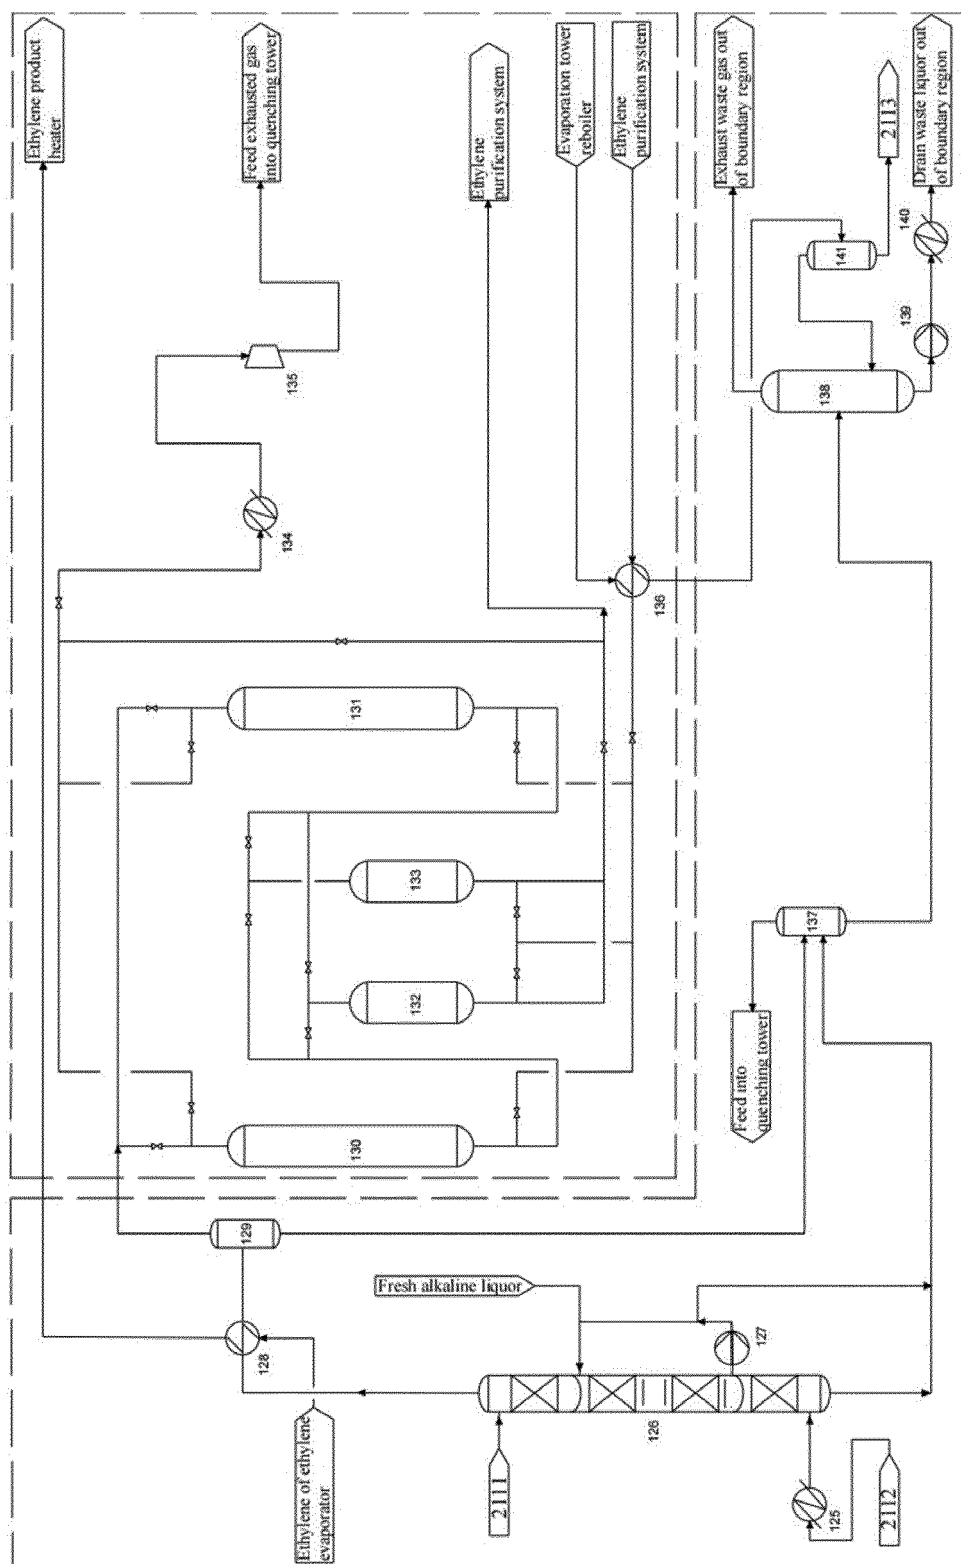 Ethylene product
heater
Feed exhausted gas
into quenching tower
Ethylene
purification system
Evaporation tower
reboiler
Ethylene
purification system
Exhaust waste gas out
of boundary region
2113
Drain waste liquor out
of boundary region
134
135
136
141
140
139
138
131
133
132
130
137
Feed into
quenching tower
129
128
Fresh alkaline liquor
127
126
125
Ethylene of ethylene
evaporator
2111
2112